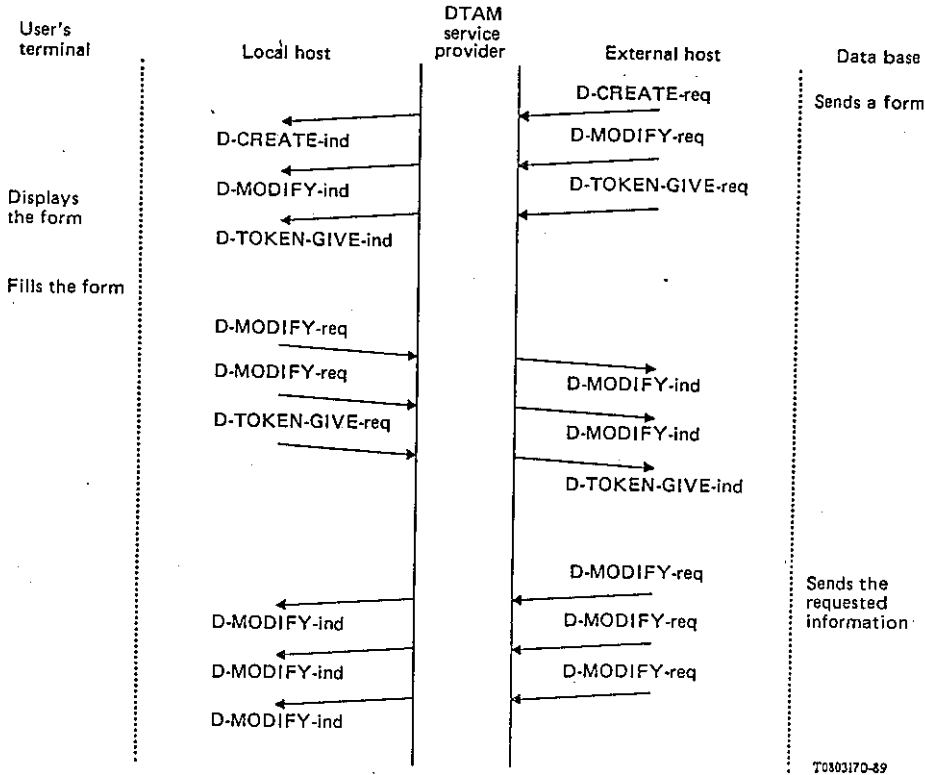 User's
terminal
Local host
DTAM
service
provider
External host
Data base
D-CREATE-req
Sends a form
D-CREATE-ind
D-MODIFY-req
D-MODIFY-ind
D-TOKEN-GIVE-req
Displays
the form
D-TOKEN-GIVE-ind
Fills the form
D-MODIFY-req
D-MODIFY-req
D-MODIFY-ind
D-TOKEN-GIVE-req
D-MODIFY-ind
D-TOKEN-GIVE-ind
D-MODIFY-req
Sends the
requested
information
D-MODIFY-ind
D-MODIFY-req
D-MODIFY-ind
D-MODIFY-req
D-MODIFY-ind
T0803170-89